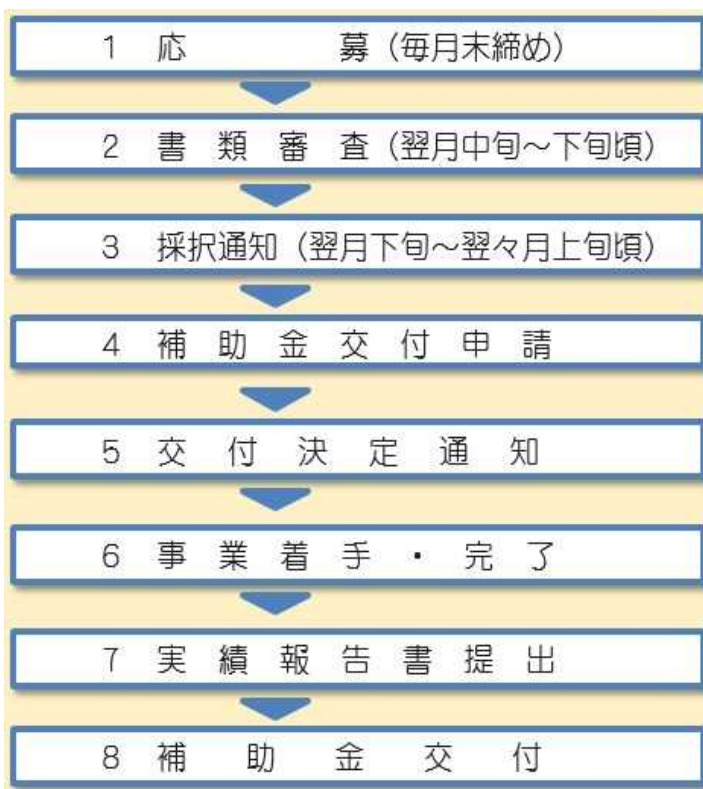 1 応募（毎月末締め）
2 書類審査（翌月中旬～下旬頃）
3 採択通知（翌月下旬～翌々月上旬頃）
4 補助金交付申請
5 交付決定通知
6 事業着手・完了
7 実績報告書提出
8 補助金交付